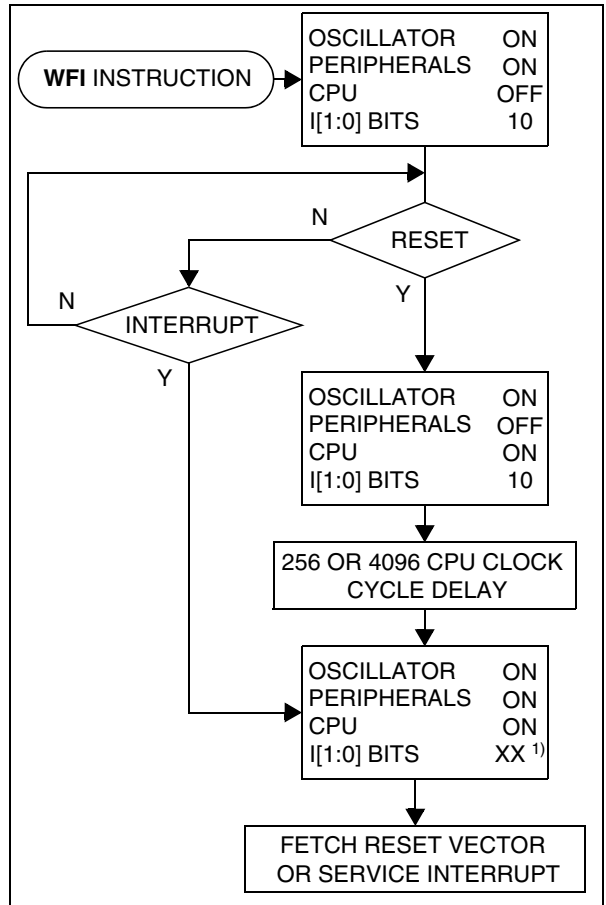 WFI INSTRUCTION
OSCILLATOR ON
PERIPHERALS ON
CPU OFF
I[1:0] BITS 10
N
RESET
Y
N
INTERRUPT
Y
OSCILLATOR ON
PERIPHERALS OFF
CPU ON
I[1:0] BITS 10
256 OR 4096 CPU CLOCK
CYCLE DELAY
OSCILLATOR ON
PERIPHERALS ON
CPU ON
I[1:0] BITS XX 1)
FETCH RESET VECTOR
OR SERVICE INTERRUPT